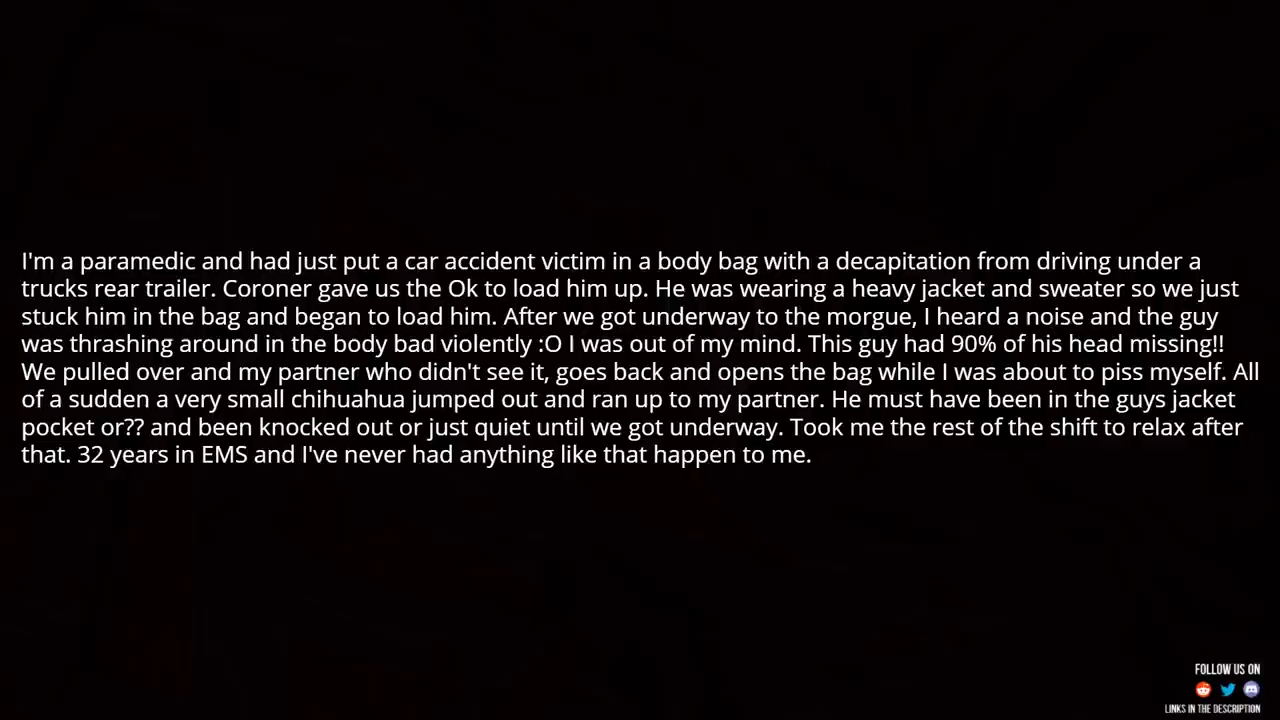 I'm a paramedic and had just put a car accident victim in a body bag with a decapitation from driving under a
trucks rear trailer. Coroner gave us the Ok to load him up. He was wearing a heavy jacket and sweater so we just
stuck him in the bag and began to load him. After we got underway to the morgue, I heard a noise and the guy
was thrashing around in the body bad violently :O I was out of my mind. This guy had 90% of his head missing!!
We pulled over and my partner who didn't see it, goes back and opens the bag while I was about to piss myself. All
of a sudden a very small chihuahua jumped out and ran up to my partner. He must have been in the guys jacket
pocket or?? and been knocked out or just quiet until we got underway. Took me the rest of the shift to relax after
that. 32 years in EMS and I've never had anything like that happen to me.
FOLLOW US ON
LINKS IN THE DESCRIPTION